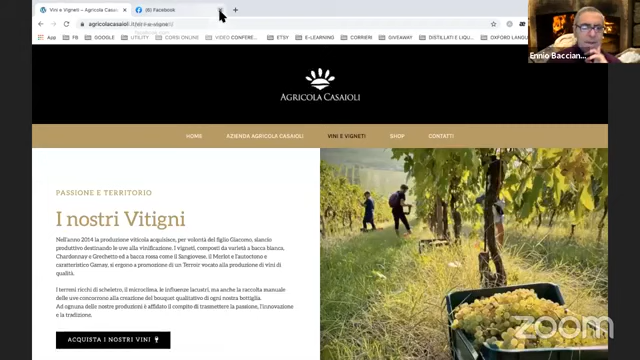 Vini e Vigneti – Agricola Casaioli
(6) Facebook
agricolacasaioli.it/vini-e-vigne/
App
FB
GOOGLE
UTILITY
CORSI ONLINE
VIDEO CONFERE...
ETSY
E-LEARNING
CORRIERI
GIVEAWAY
DISTILLATI E LIQU...
OXFORD LANG
Ennio Baccian...
AGRICOLA CASAIOLI
HOME
AZIENDA AGRICOLA CASAIOLI
VINI E VIGNETI
SHOP
CONTATTI
PASSIONE E TERRITORIO
I nostri Vitigni
Nell'anno 2014 la produzione viticola acquisisce, per volontà del figlio Giacomo, slancio
produttivo destinando le uve alla vinificazione. I vigneti, composti da varietà a bacca bianca,
Chardonnay e Grechetto ed a bacca rossa come il Sangiovese, il Merlot e l'autoctono e
caratteristico Gamay, si ergono a promozione di un Terroir vocato alla produzione di vini di
qualità.
I terreni ricchi di scheletro, il microclima, le influenze lacustri, ma anche la raccolta manuale
delle uve concorrono alla creazione del bouquet qualitativo di ogni nostra bottiglia.
Ad ognuna delle nostre produzioni è affidato il compito di trasmettere la passione, l'innovazione
e la tradizione.
ACQUISTA I NOSTRI VINI
zoom